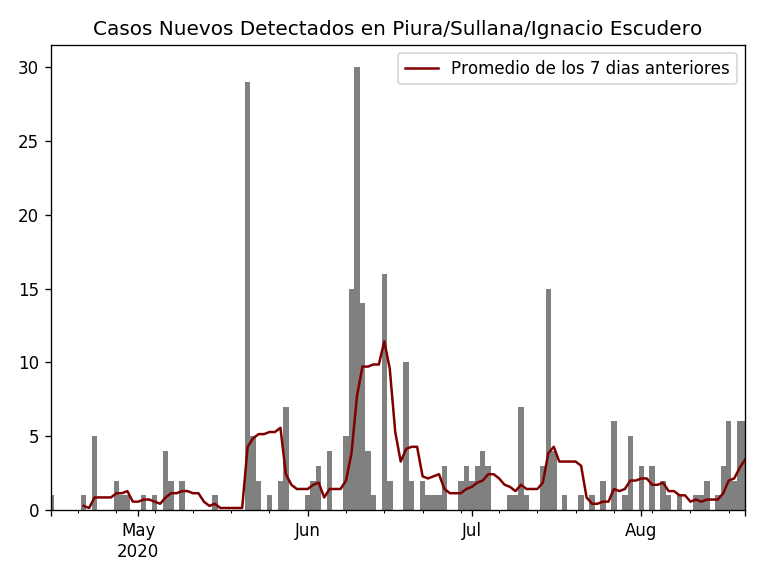 Casos Nuevos Detectados en Piura/Sullana/Ignacio Escudero
Promedio de los 7 dias anteriores
30
25
20
15
10
5
0
May
2020
Jun
Jul
Aug